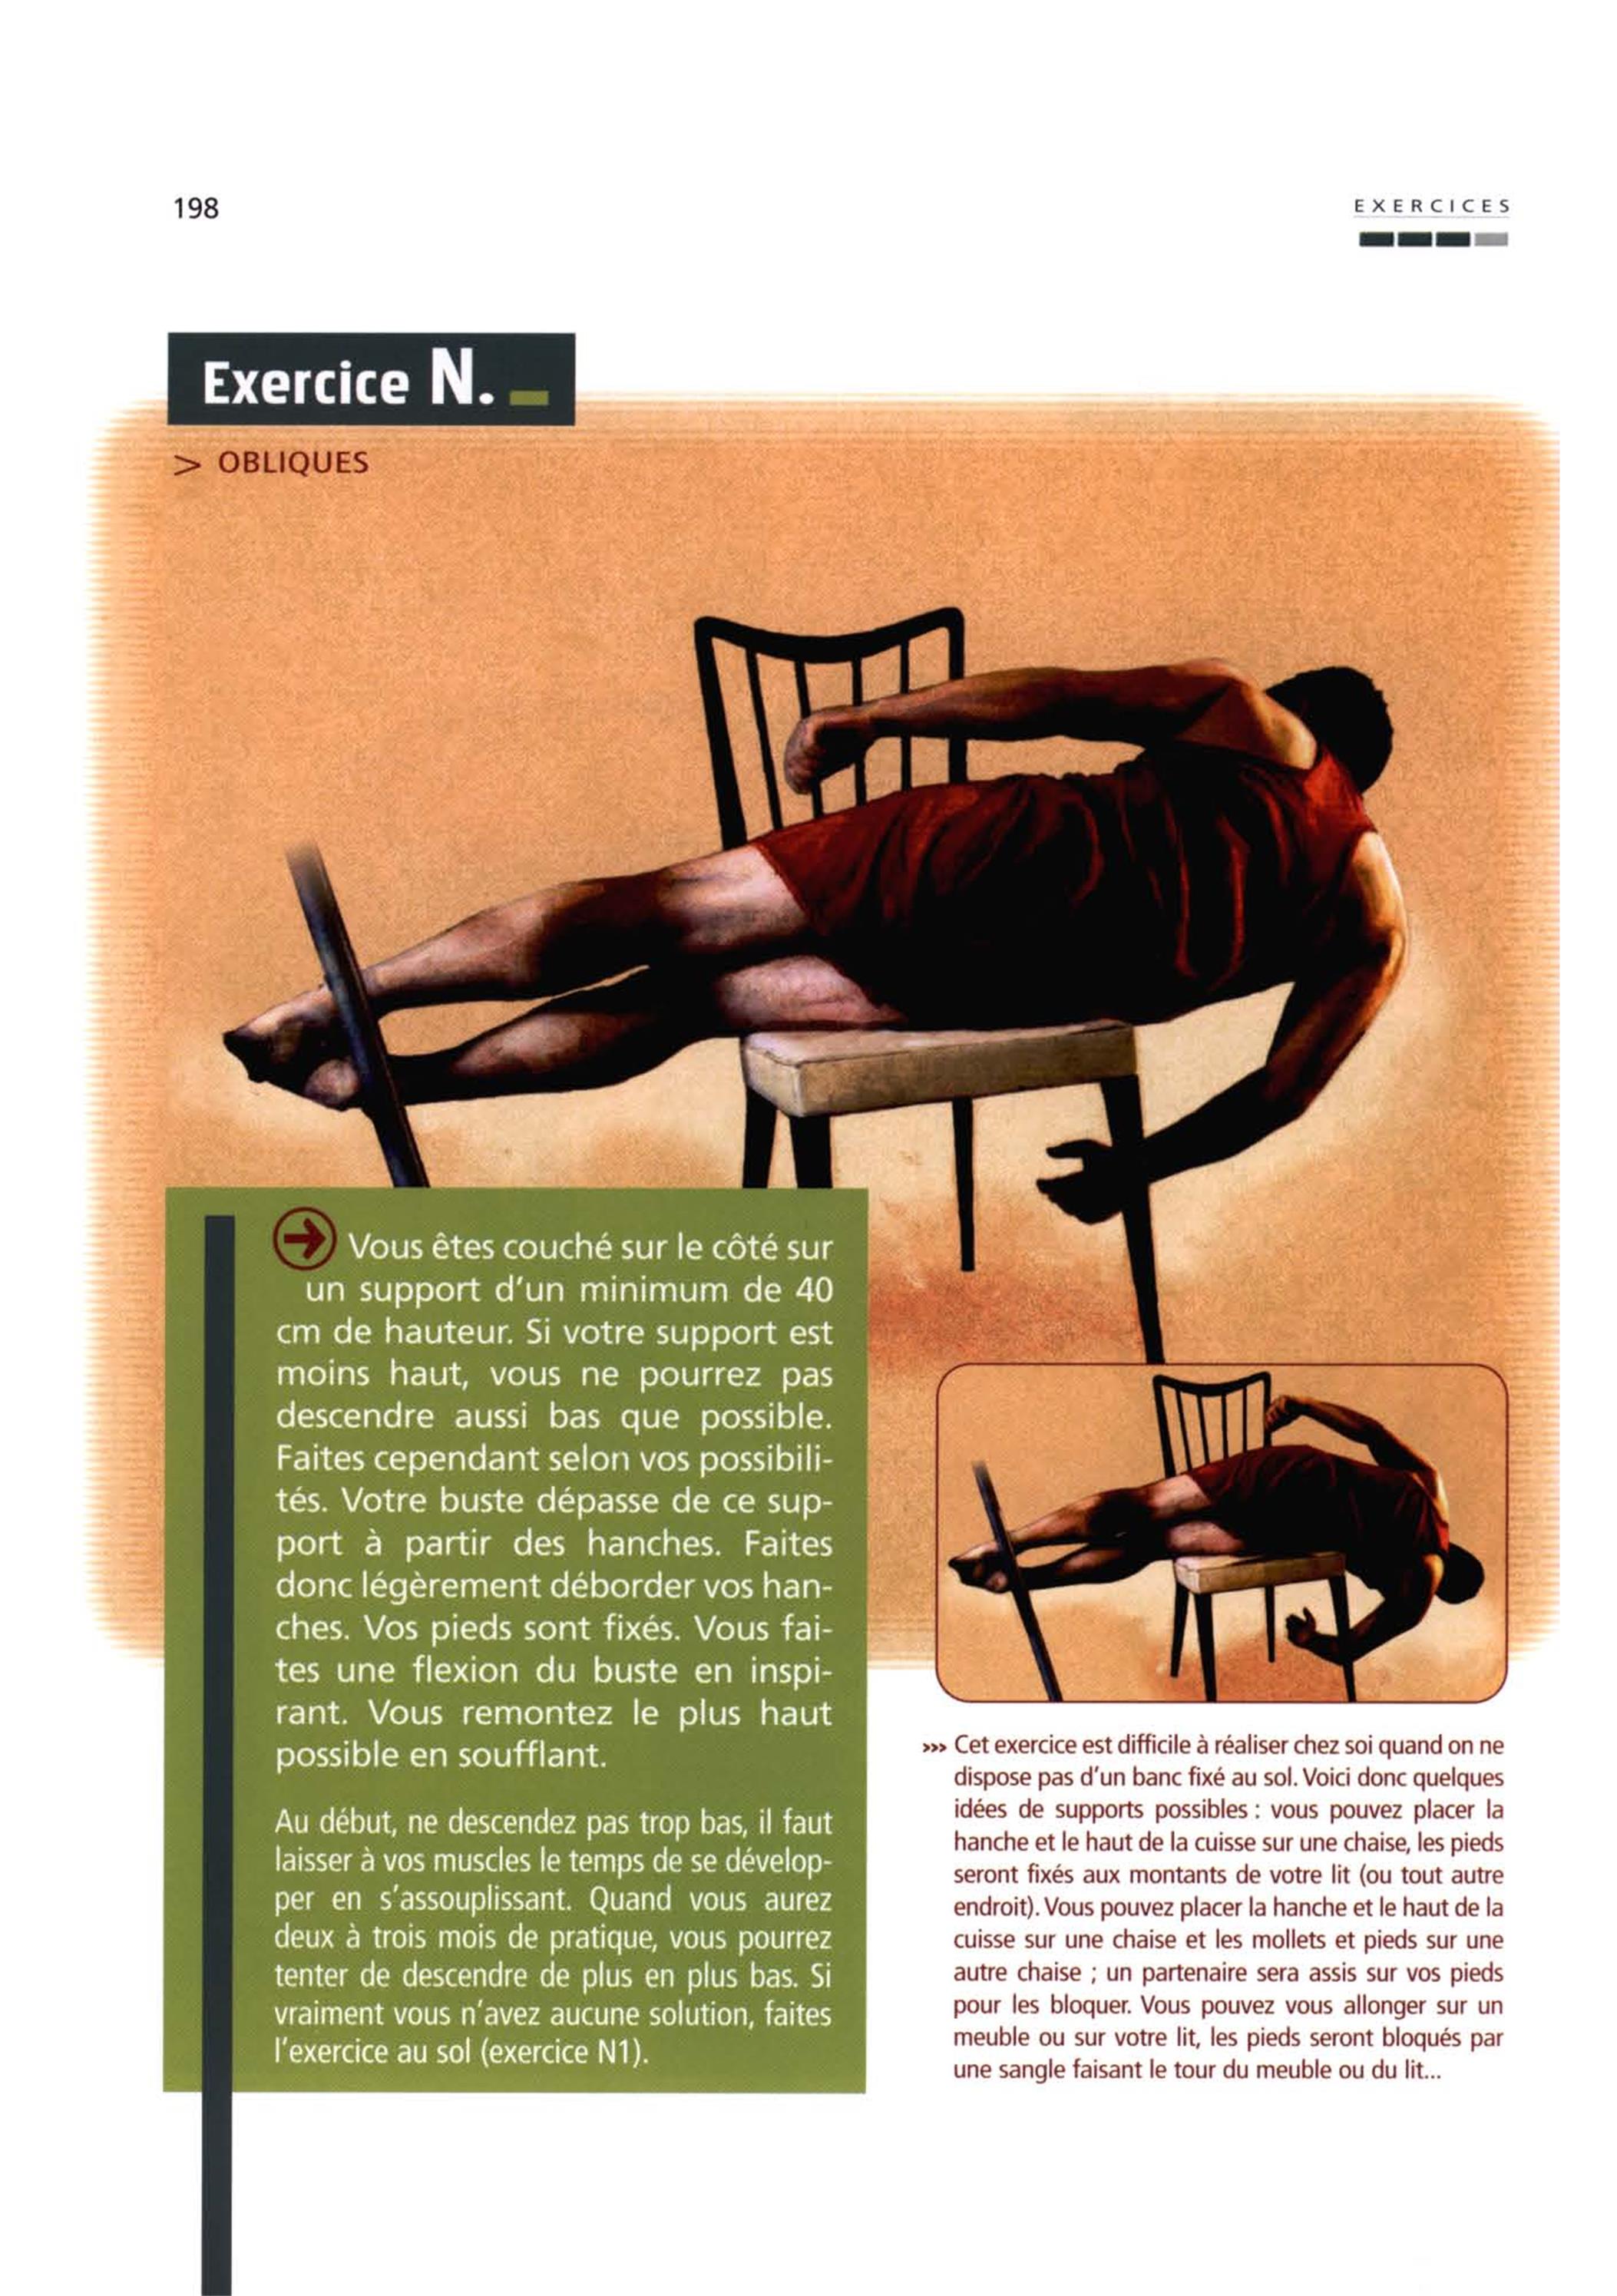 198
EXERCICES
Exercice N.
> OBLIQUES
Vous êtes couché sur le côté sur
un support d'un minimum de 40
cm de hauteur. Si votre support est
moins haut, vous ne pourrez pas
descendre aussi bas que possible.
Faites cependant selon vos possibili-
tés. Votre buste dépasse de ce sup-
port à partir des hanches. Faites
donc légèrement déborder vos han-
ches. Vos pieds sont fixés. Vous fai-
tes une flexion du buste en inspi-
rant. Vous remontez le plus haut
possible en soufflant.
Au début, ne descendez pas trop bas, il faut
laisser à vos muscles le temps de se dévelop-
per en s'assouplissant. Quand vous aurez
deux à trois mois de pratique, vous pourrez
tenter de descendre de plus en plus bas. Si
vraiment vous n'avez aucune solution, faites
l'exercice au sol (exercice N1).
»› Cet exercice est difficile à réaliser chez soi quand on ne
dispose pas d'un banc fixé au sol. Voici donc quelques
idées de supports possibles : vous pouvez placer la
hanche et le haut de la cuisse sur une chaise, les pieds
seront fixés aux montants de votre lit (ou tout autre
endroit). Vous pouvez placer la hanche et le haut de la
cuisse sur une chaise et les mollets et pieds sur une
autre chaise ; un partenaire sera assis sur vos pieds
pour les bloquer. Vous pouvez vous allonger sur un
meuble ou sur votre lit, les pieds seront bloqués par
une sangle faisant le tour du meuble ou du lit...